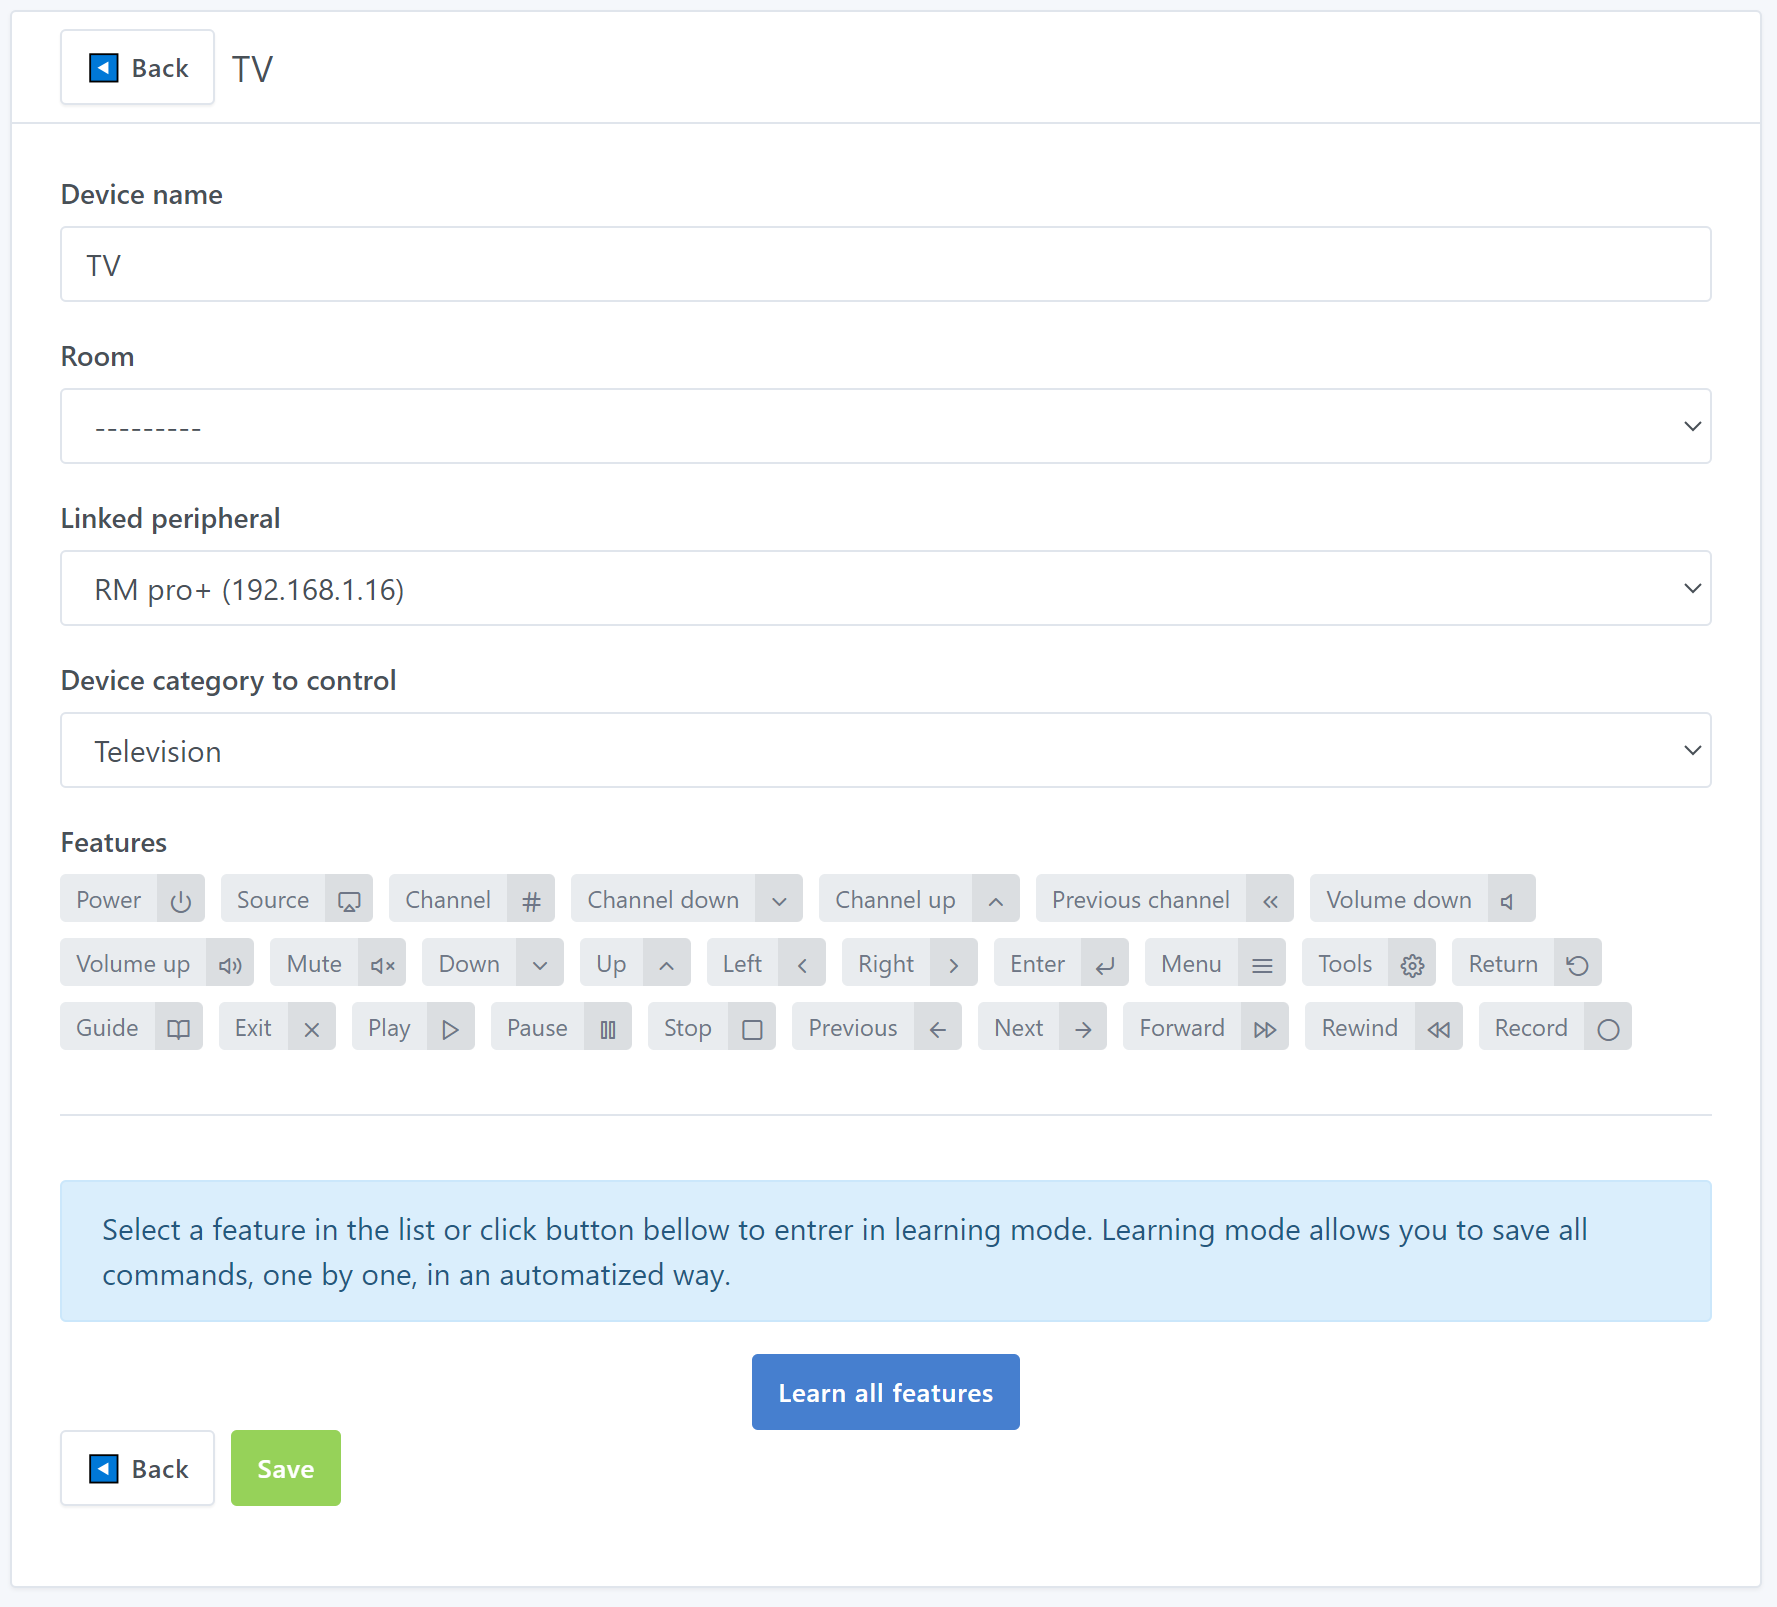 Back TV
Device name
TV
Room
---------
Linked peripheral
RM pro+ (192.168.1.16)
Device category to control
Television
Features
Power Source Channel # Channel down Channel up Previous channel Volume down
Volume up Mute Down Up Left Right Enter Menu Tools Return
Guide Exit Play Pause Stop Previous Next Forward Rewind Record
Select a feature in the list or click button bellow to entrer in learning mode. Learning mode allows you to save all
commands, one by one, in an automatized way.
Learn all features
Back Save